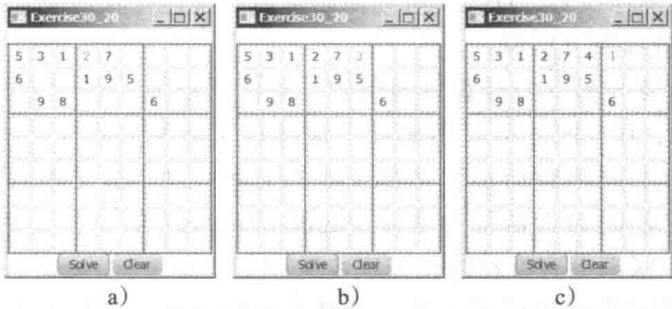 Exercise30_20
5 3 1 2 7
6 1 9 5
9 8 6
Solve Clear
a)
Exercise30_20
5 3 1 2 7 3
6 1 9 5
9 8 6
Solve Clear
b)
Exercise30_20
5 3 1 2 7 4 1
6 1 9 5
9 8 6
Solve Clear
c)